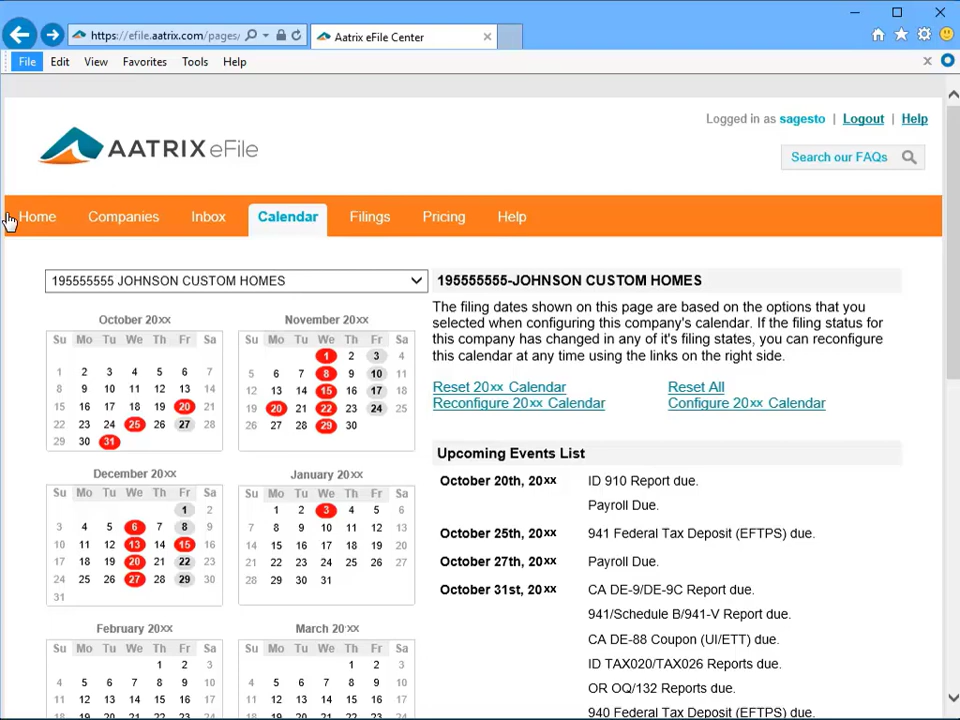 https://efile.aatrix.com/pages/
Aatrix eFile Center
File Edit View Favorites Tools Help
Logged in as sagesto | Logout | Help
AATRIX eFile
Search our FAQs
Home Companies Inbox Calendar Filings Pricing Help
195555555 JOHNSON CUSTOM HOMES
195555555-JOHNSON CUSTOM HOMES
The filing dates shown on this page are based on the options that you
selected when configuring this company's calendar. If the filing status for
this company has changed in any of it's filing states, you can reconfigure
this calendar at any time using the links on the right side.
Reset 20xx Calendar Reset All
Reconfigure 20xx Calendar Configure 20xx Calendar
October 20xx
Su Mo Tu We Th Fr Sa
1 2 3 4 5 6 7
8 9 10 11 12 13 14
15 16 17 18 19 20 21
22 23 24 25 26 27 28
29 30 31
November 20xx
Su Mo Tu We Th Fr Sa
1 2 3 4
5 6 7 8 9 10 11
12 13 14 15 16 17 18
19 20 21 22 23 24 25
26 27 28 29 30
December 20xx
Su Mo Tu We Th Fr Sa
1 2
3 4 5 6 7 8 9
10 11 12 13 14 15 16
17 18 19 20 21 22 23
24 25 26 27 28 29 30
31
January 20xx
Su Mo Tu We Th Fr Sa
1 2 3 4 5 6
7 8 9 10 11 12 13
14 15 16 17 18 19 20
21 22 23 24 25 26 27
28 29 30 31
February 20xx
Su Mo Tu We Th Fr Sa
1 2 3
4 5 6 7 8 9 10
11 12 13 14 15 16 17
18 19 20 21 22 23 24
March 20xx
Su Mo Tu We Th Fr Sa
1 2 3
4 5 6 7 8 9 10
11 12 13 14 15 16 17
18 19 20 21 22 23 24
Upcoming Events List
October 20th, 20xx ID 910 Report due.
Payroll Due.
October 25th, 20xx 941 Federal Tax Deposit (EFTPS) due.
October 27th, 20xx Payroll Due.
October 31st, 20xx CA DE-9/DE-9C Report due.
941/Schedule B/941-V Report due.
CA DE-88 Coupon (UI/ETT) due.
ID TAX020/TAX026 Reports due.
OR OQ/132 Reports due.
940 Federal Tax Deposit (EFTPS) due.